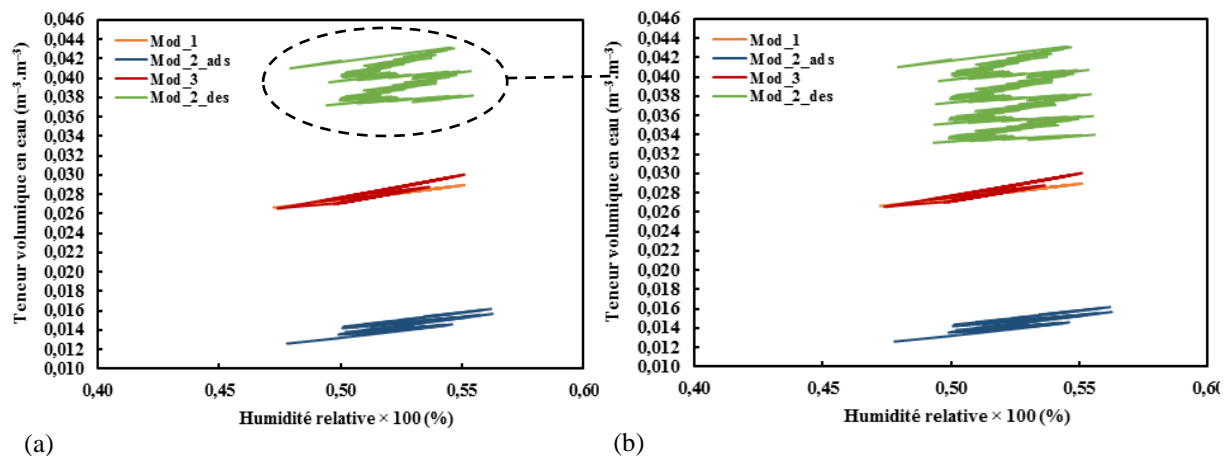 Teneur volumique en eau (m⁻³.m⁻³)
0,046
0,044
0,042
0,040
0,038
0,036
0,034
0,032
0,030
0,028
0,026
0,024
0,022
0,020
0,018
0,016
0,014
0,012
0,010
Mod_1
Mod_2_ads
Mod_3
Mod_2_des
0,40 0,45 0,50 0,55 0,60
Humidité relative × 100 (%)
(a)
Teneur volumique en eau (m⁻³.m⁻³)
0,046
0,044
0,042
0,040
0,038
0,036
0,034
0,032
0,030
0,028
0,026
0,024
0,022
0,020
0,018
0,016
0,014
0,012
0,010
Mod_1
Mod_2_ads
Mod_3
Mod_2_des
0,40 0,45 0,50 0,55 0,60
Humidité relative × 100 (%)
(b)